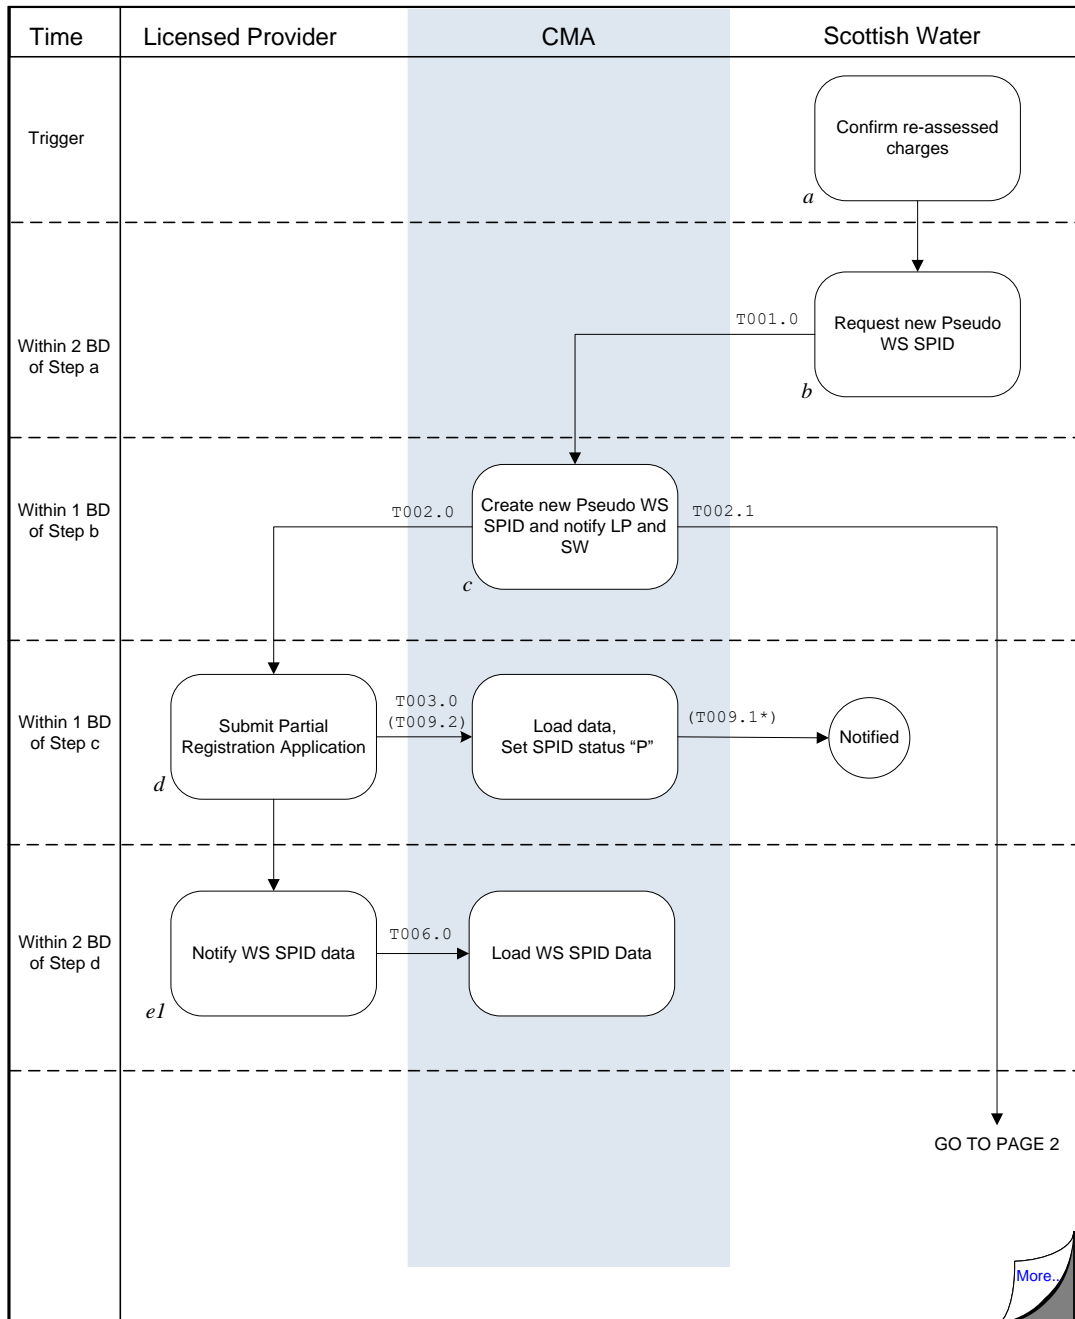 Time
Licensed Provider
CMA
Scottish Water
Trigger
Confirm re-assessed
charges
a
Within 2 BD
of Step a
T001.0
Request new Pseudo
WS SPID
b
Within 1 BD
of Step b
T002.0
Create new Pseudo WS
SPID and notify LP and
SW
T002.1
c
Within 1 BD
of Step c
Submit Partial
Registration Application
d
T003.0
(T009.2)
Load data,
Set SPID status “P”
(T009.1*)
Notified
Within 2 BD
of Step d
Notify WS SPID data
e1
T006.0
Load WS SPID Data
GO TO PAGE 2
More..